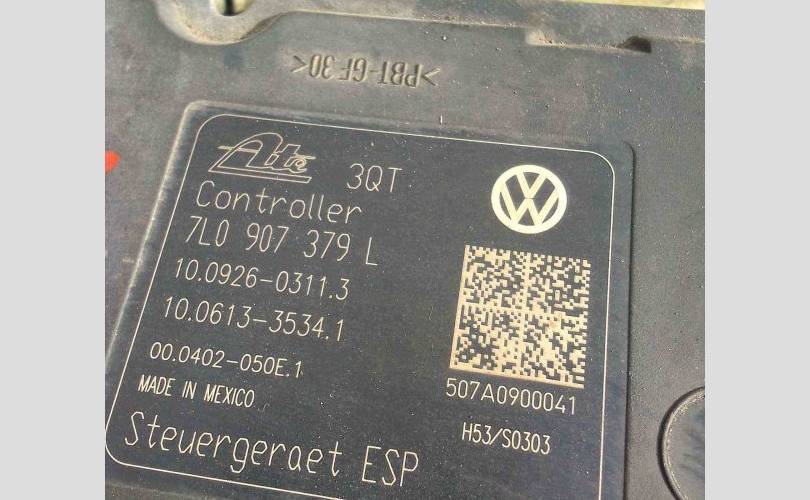 >PBT-GF30<
Ate 3QT
Controller
7L0 907 379 L
10.0926-0311.3
10.0613-3534.1
00.0402-050E.1
MADE IN MEXICO
Steuergeraet ESP
VW
507A0900041
H53/S0303